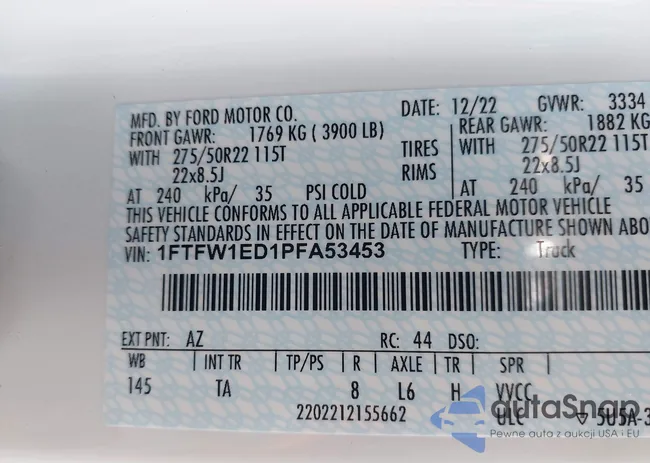 MFD. BY FORD MOTOR CO. DATE: 12/22 GVWR: 3334
FRONT GAWR: 1769 KG ( 3900 LB) REAR GAWR: 1882 KG
WITH 275/50R22 115T TIRES WITH 275/50R22 115T
22x8.5J RIMS 22x8.5J
AT 240 kPa/ 35 PSI COLD AT 240 kPa/ 35
THIS VEHICLE CONFORMS TO ALL APPLICABLE FEDERAL MOTOR VEHICLE
SAFETY STANDARDS IN EFFECT ON THE DATE OF MANUFACTURE SHOWN ABO
VIN: 1FTFW1ED1PFA53453 TYPE: Truck
EXT PNT: AZ RC: 44 DSO:
WB INT TR TP/PS R AXLE TR SPR
145 TA 8 L6 H VVCC
2202212155662 ULC ▽ 5U5A-3
autoSnap
Pewne auta z aukcji USA i EU